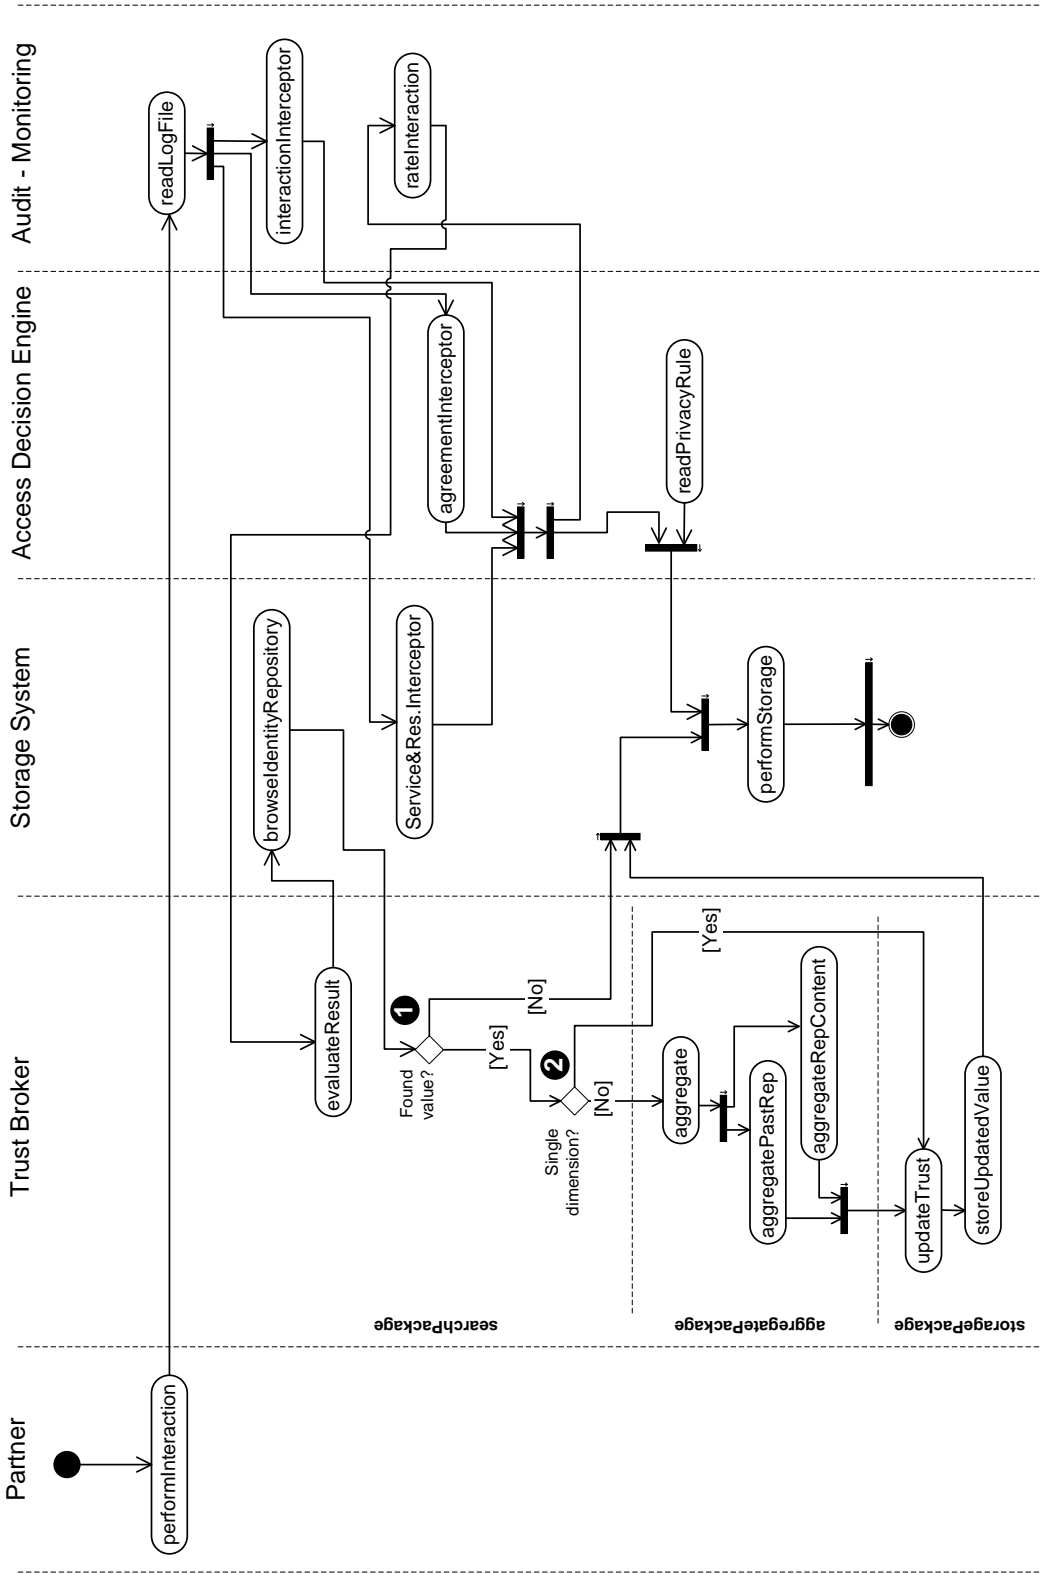 Partner
Trust Broker
Storage System
Access Decision Engine
Audit - Monitoring
performInteraction
readLogFile
interactionInterceptor
rateInteraction
agreementInterceptor
readPrivacyRule
browseIdentityRepository
Service&Res.Interceptor
performStorage
evaluateResult
1
Found
value?
[No]
[Yes]
2
Single
dimension?
[Yes]
[No]
aggregate
aggregatePastRep
aggregateRepContent
updateTrust
storeUpdatedValue
searchPackage
aggregatePackage
storagePackage